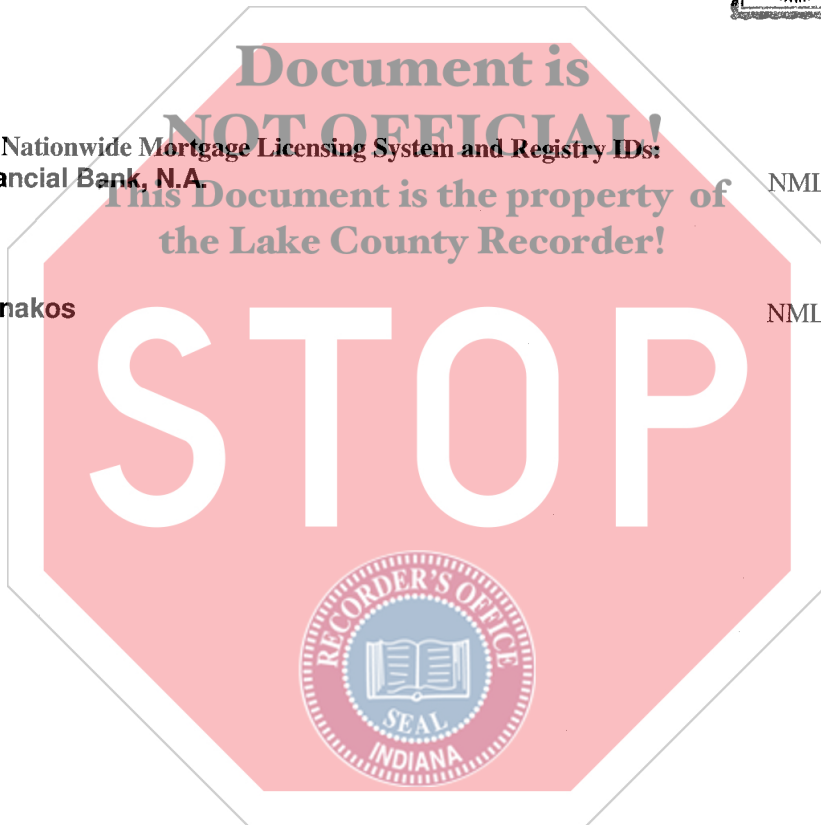 Document is
NOT OFFICIAL!
Nationwide Mortgage Licensing System and Registry IDs:
ancial Bank, N.A.
NML
This Document is the property of
the Lake County Recorder!
nakos
NML
STOP
RECORDER'S OFFICE
SEAL
INDIANA